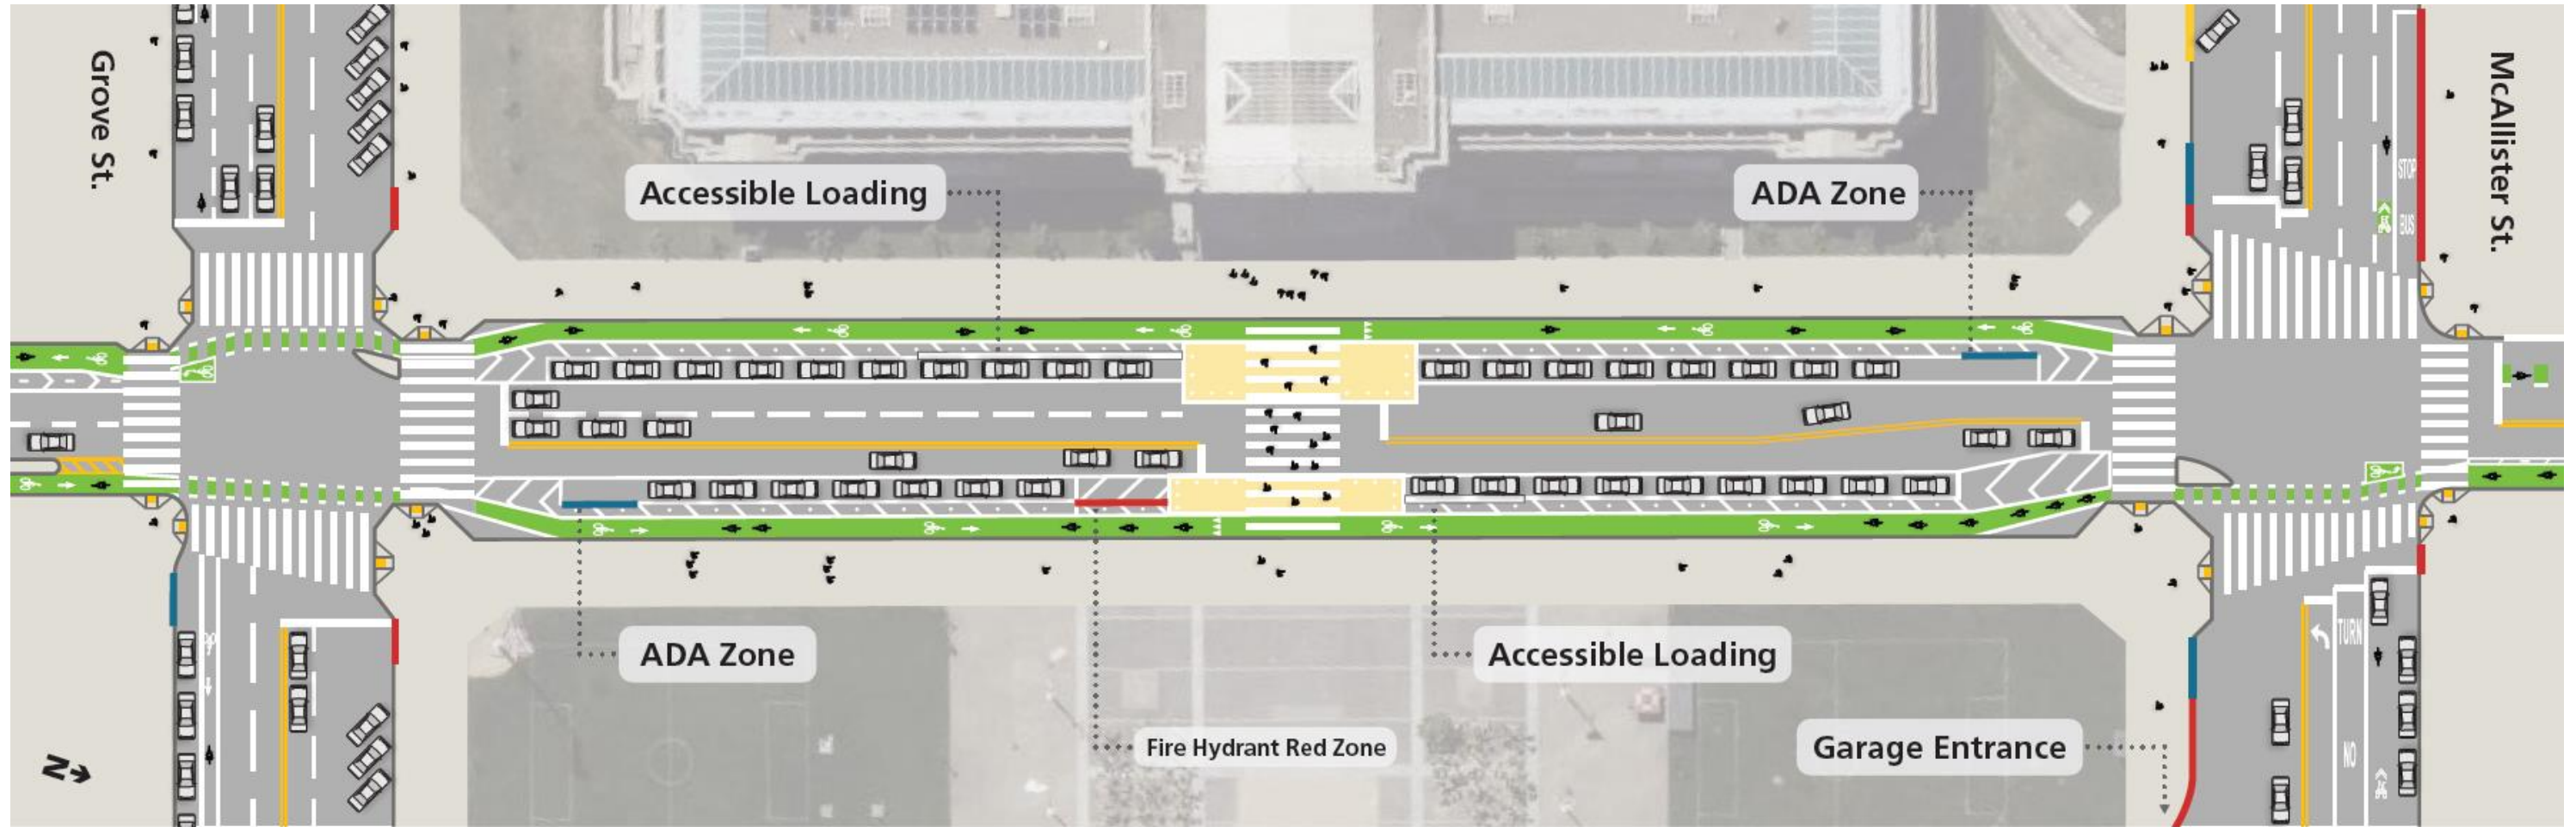 Grove St.
McAllister St.
Accessible Loading
ADA Zone
STOP
BUS
ADA Zone
Accessible Loading
Fire Hydrant Red Zone
Garage Entrance
TURN
NO
N